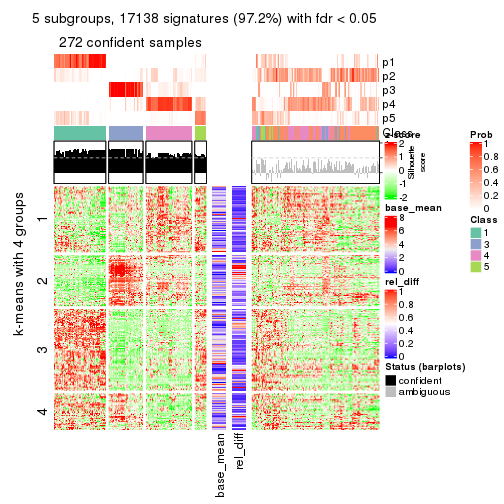 5 subgroups, 17138 signatures (97.2%) with fdr < 0.05
272 confident samples
p1
p2
p3
p4
p5
Class
z-score
2
1
0
-1
-2
Silhouette
score
base_mean
8
6
4
2
0
rel_diff
1
0.8
0.6
0.4
0.2
0
Status (barplots)
confident
ambiguous
Prob
1
0.8
0.6
0.4
0.2
0
Class
1
3
4
5
k-means with 4 groups
1
2
3
4
base_mean
rel_diff